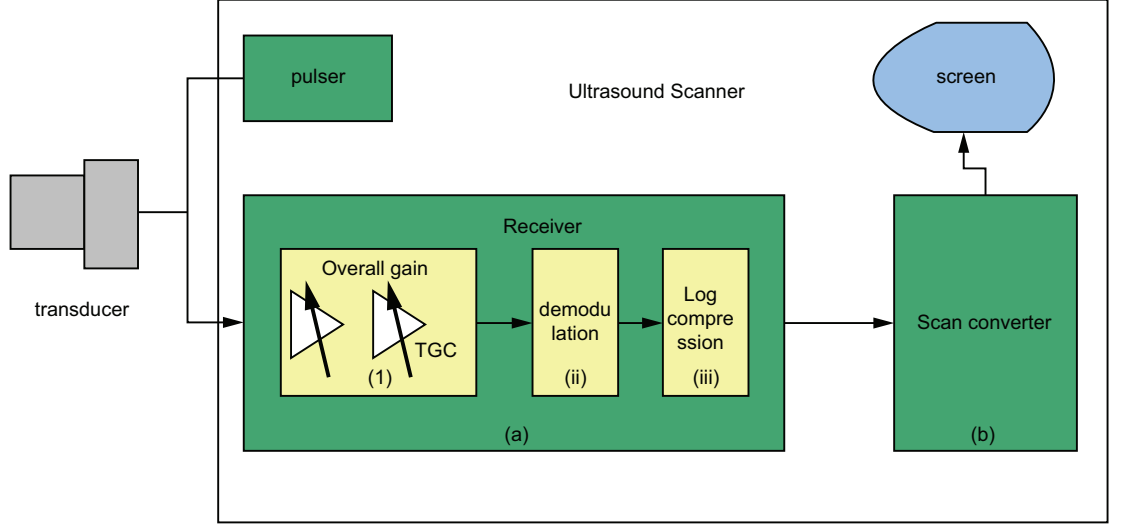 pulser
Ultrasound Scanner
screen
transducer
Receiver
Overall gain
TGC
(1)
demodu
lation
(ii)
Log
compre
ssion
(iii)
(a)
Scan converter
(b)